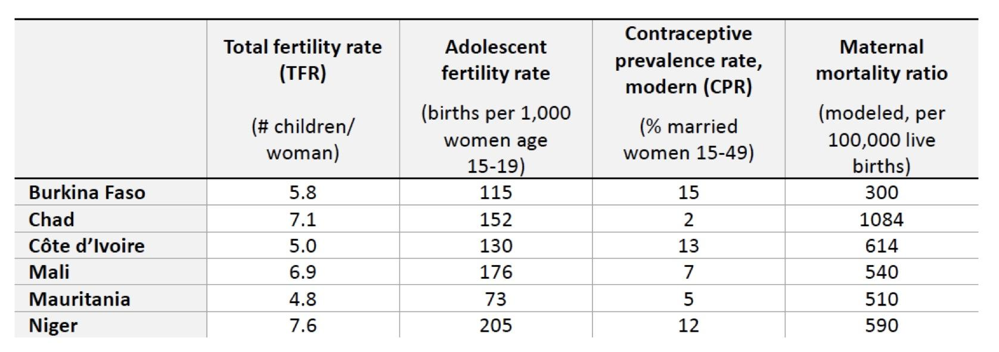 Total fertility rate
(TFR)
(# children/
woman)
Adolescent
fertility rate
(births per 1,000
women age
15-19)
Contraceptive
prevalence rate,
modern (CPR)
(% married
women 15-49)
Maternal
mortality ratio
(modeled, per
100,000 live
births)
Burkina Faso 5.8 115 15 300
Chad 7.1 152 2 1084
Côte d’Ivoire 5.0 130 13 614
Mali 6.9 176 7 540
Mauritania 4.8 73 5 510
Niger 7.6 205 12 590